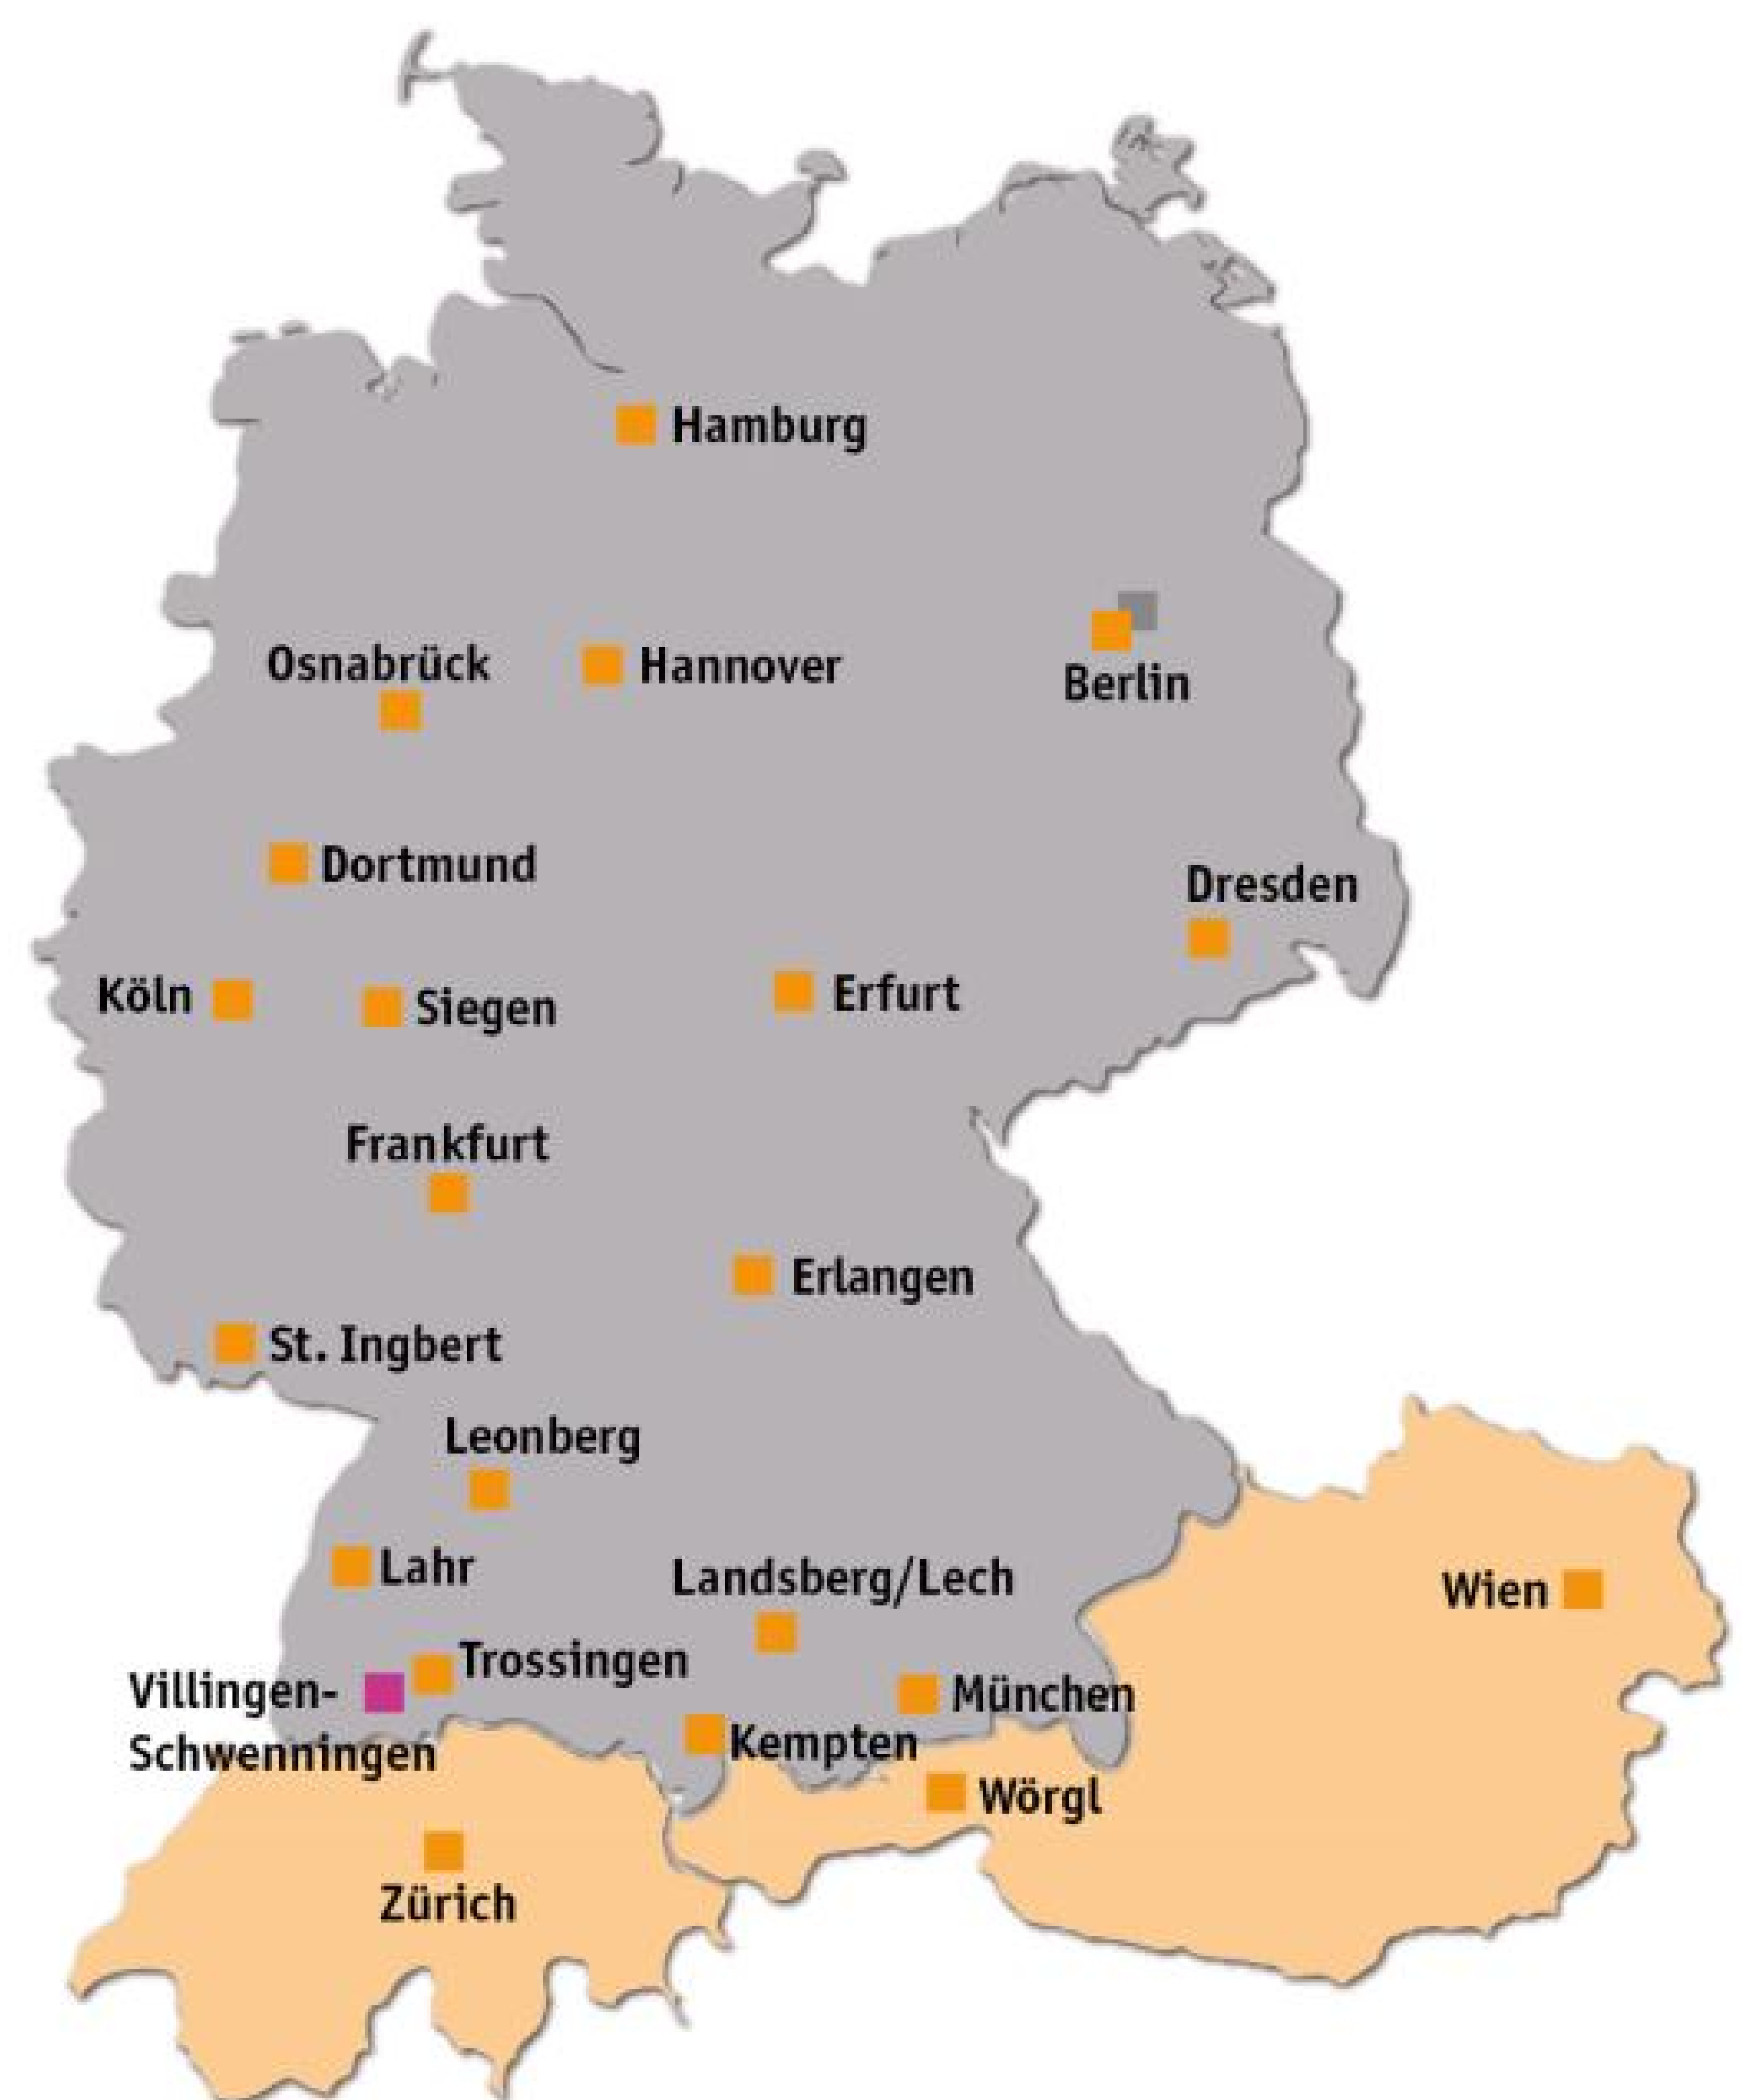 Hamburg
Osnabrück
Hannover
Berlin
Dortmund
Dresden
Köln
Siegen
Erfurt
Frankfurt
Erlangen
St. Ingbert
Leonberg
Lahr
Landsberg/Lech
Wien
Trossingen
Villingen-
Schwenningen
München
Kempten
Wörgl
Zürich